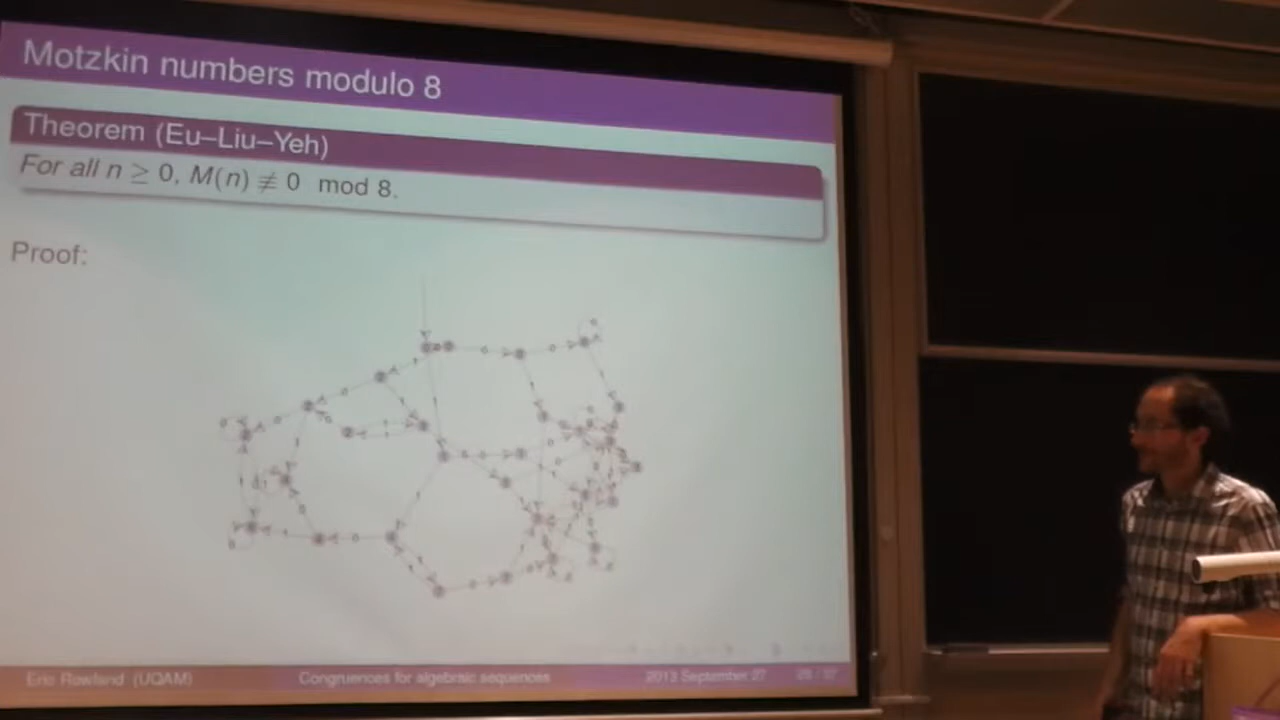 Motzkin numbers modulo 8
Theorem (Eu–Liu–Yeh)
For all n ≥ 0, M(n) ≢ 0 mod 8.
Proof:
Eric Rowland (UQAM) Congruences for algebraic sequences 2013 September 27